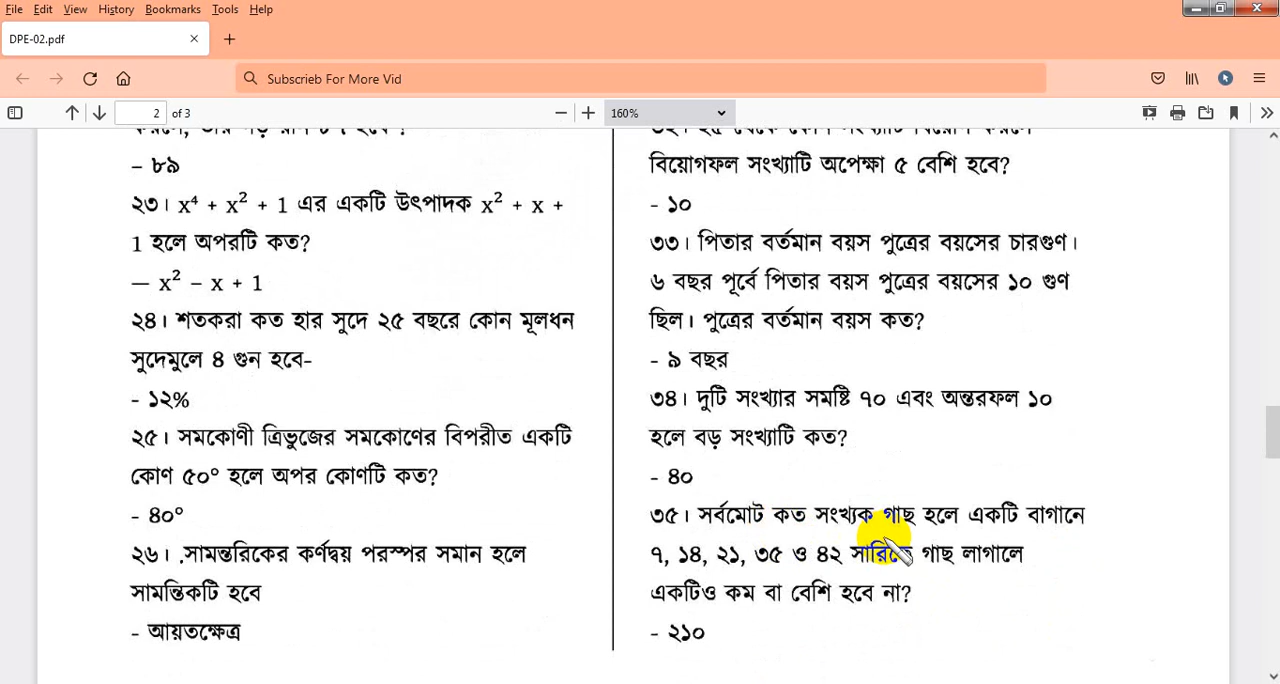 File Edit View History Bookmarks Tools Help
DPE-02.pdf
Subscrieb For More Vid
2 of 3
160%
– ৮৯
২৩। x⁴ + x² + 1 এর একটি উৎপাদক x² + x +
1 হলে অপরটি কত?
— x² – x + 1
২৪। শতকরা কত হার সুদে ২৫ বছরে কোন মূলধন
সুদেমুলে ৪ গুন হবে-
- ১২%
২৫। সমকোণী ত্রিভুজের সমকোণের বিপরীত একটি
কোণ ৫০° হলে অপর কোণটি কত?
- ৪০°
২৬। .সামন্তরিকের কর্ণদ্বয় পরস্পর সমান হলে
সামন্তিকটি হবে
- আয়তক্ষেত্র
বিয়োগফল সংখ্যাটি অপেক্ষা ৫ বেশি হবে?
- ১০
৩৩। পিতার বর্তমান বয়স পুত্রের বয়সের চারগুণ।
৬ বছর পূর্বে পিতার বয়স পুত্রের বয়সের ১০ গুণ
ছিল। পুত্রের বর্তমান বয়স কত?
- ৯ বছর
৩৪। দুটি সংখ্যার সমষ্টি ৭০ এবং অন্তরফল ১০
হলে বড় সংখ্যাটি কত?
- ৪০
৩৫। সর্বমোট কত সংখ্যক গাছ হলে একটি বাগানে
৭, ১৪, ২১, ৩৫ ও ৪২ সারিতে গাছ লাগালে
একটিও কম বা বেশি হবে না?
- ২১০